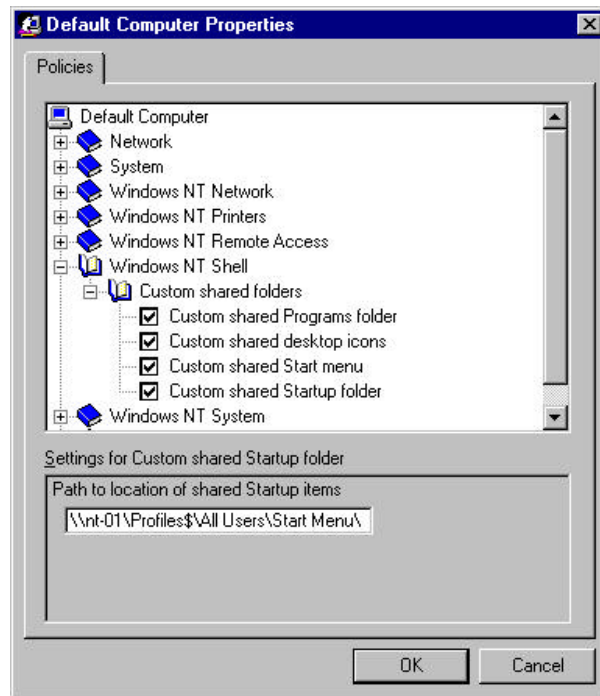 Default Computer Properties
Policies
Default Computer
Network
System
Windows NT Network
Windows NT Printers
Windows NT Remote Access
Windows NT Shell
Custom shared folders
Custom shared Programs folder
Custom shared desktop icons
Custom shared Start menu
Custom shared Startup folder
Windows NT System
Settings for Custom shared Startup folder
Path to location of shared Startup items
\\nt-01\Profiles$\All Users\Start Menu\
OK Cancel